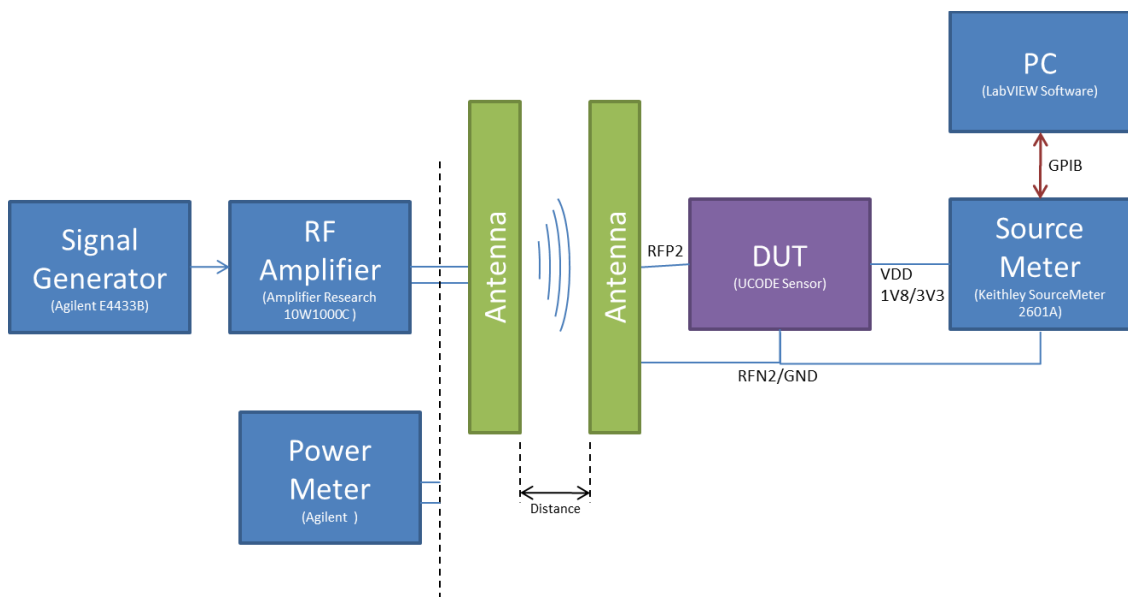 PC
(LabVIEW Software)
GPIB
Signal
Generator
(Agilent E4433B)
RF
Amplifier
(Amplifier Research
10W1000C )
Antenna
Antenna
RFP2
DUT
(UCODE Sensor)
VDD
1V8/3V3
Source
Meter
(Keithley SourceMeter
2601A)
RFN2/GND
Power
Meter
(Agilent  )
Distance